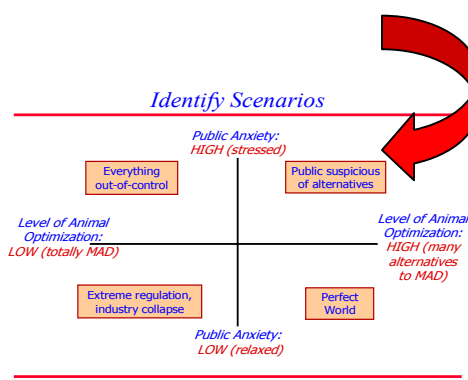 Identify Scenarios
Public Anxiety:
HIGH (stressed)
Everything
out-of-control
Public suspicious
of alternatives
Level of Animal
Optimization:
LOW (totally MAD)
Level of Animal
Optimization:
HIGH (many
alternatives
to MAD)
Extreme regulation,
industry collapse
Perfect
World
Public Anxiety:
LOW (relaxed)